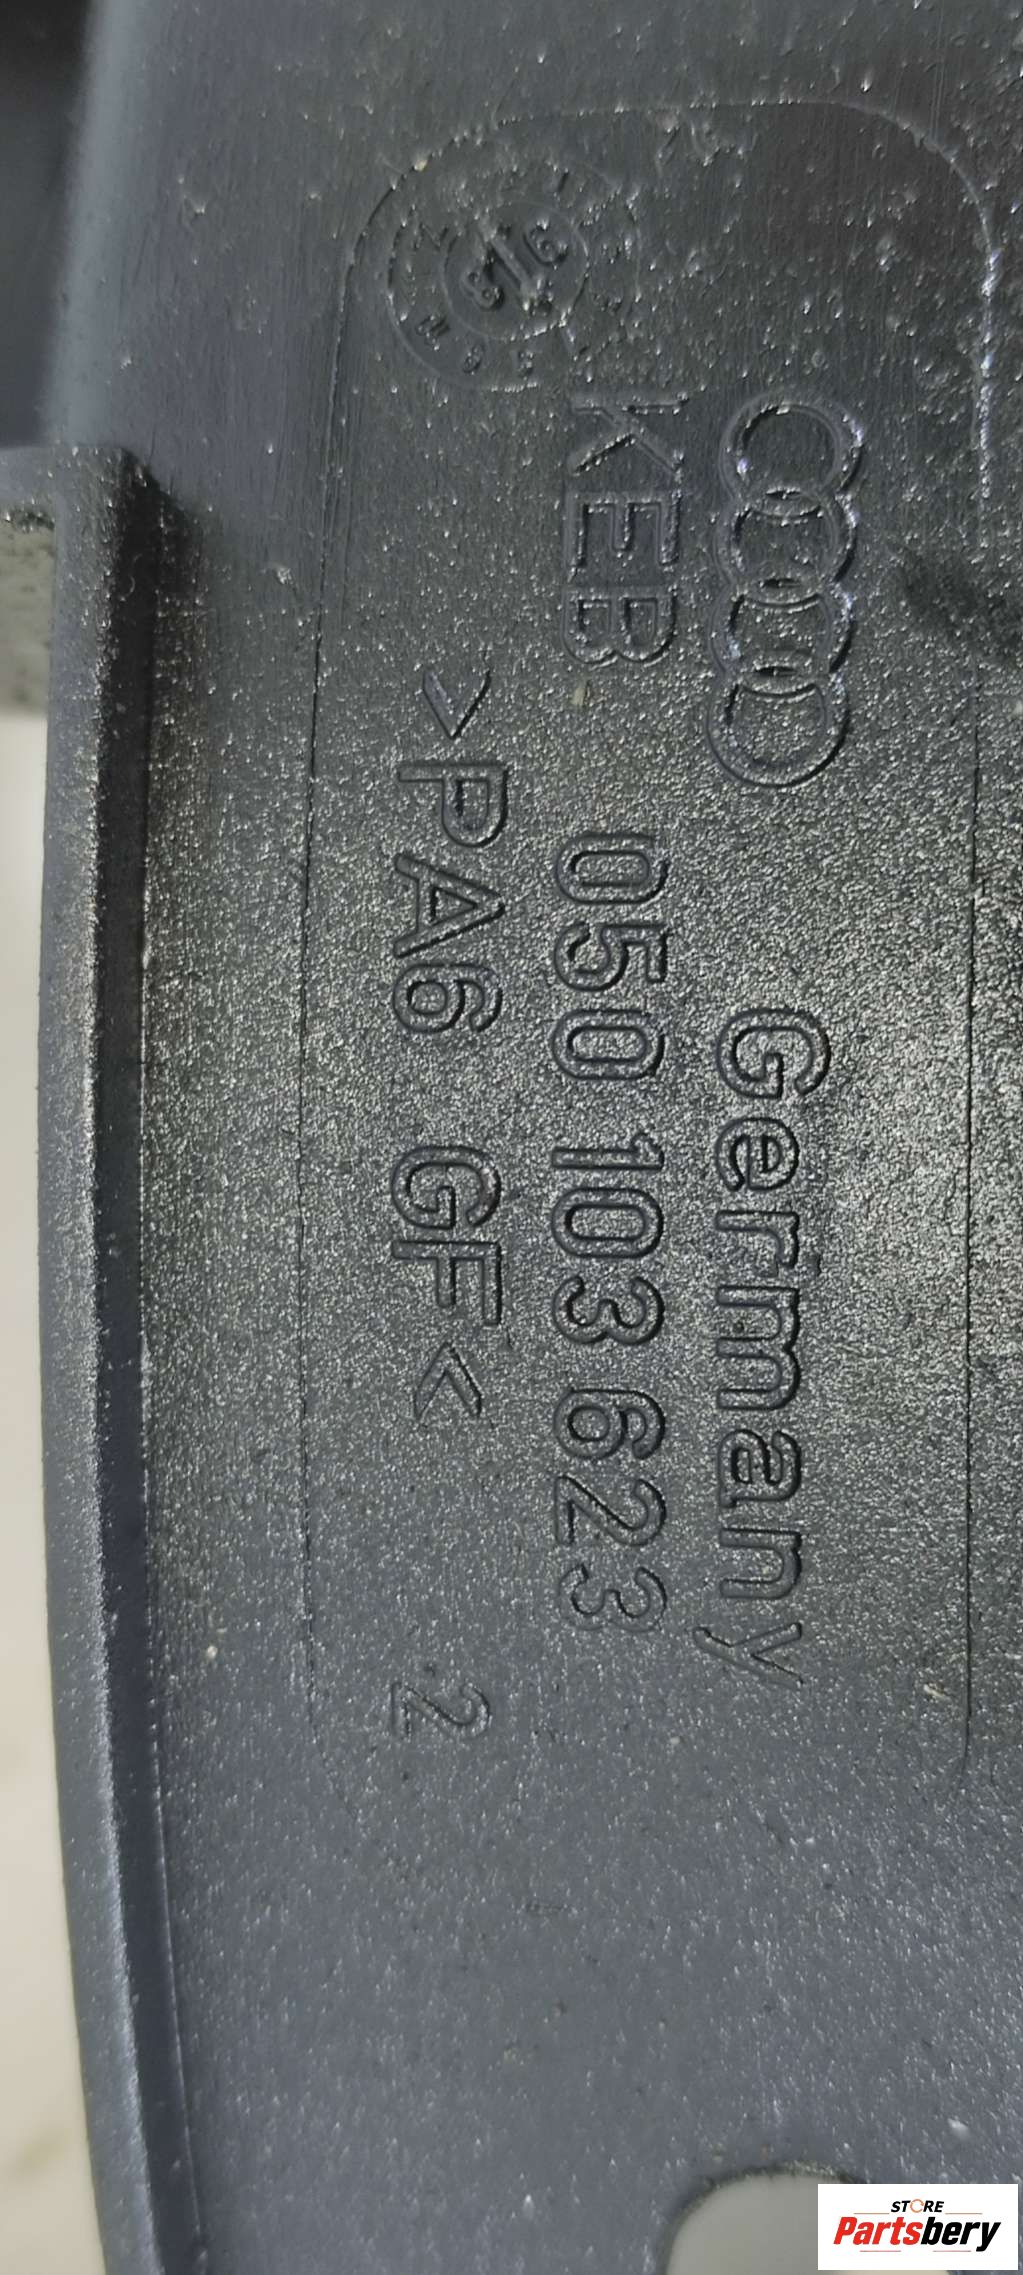 Germany
KEB 050 103 623
>PA6 GF< 2
STORE
Partsbery